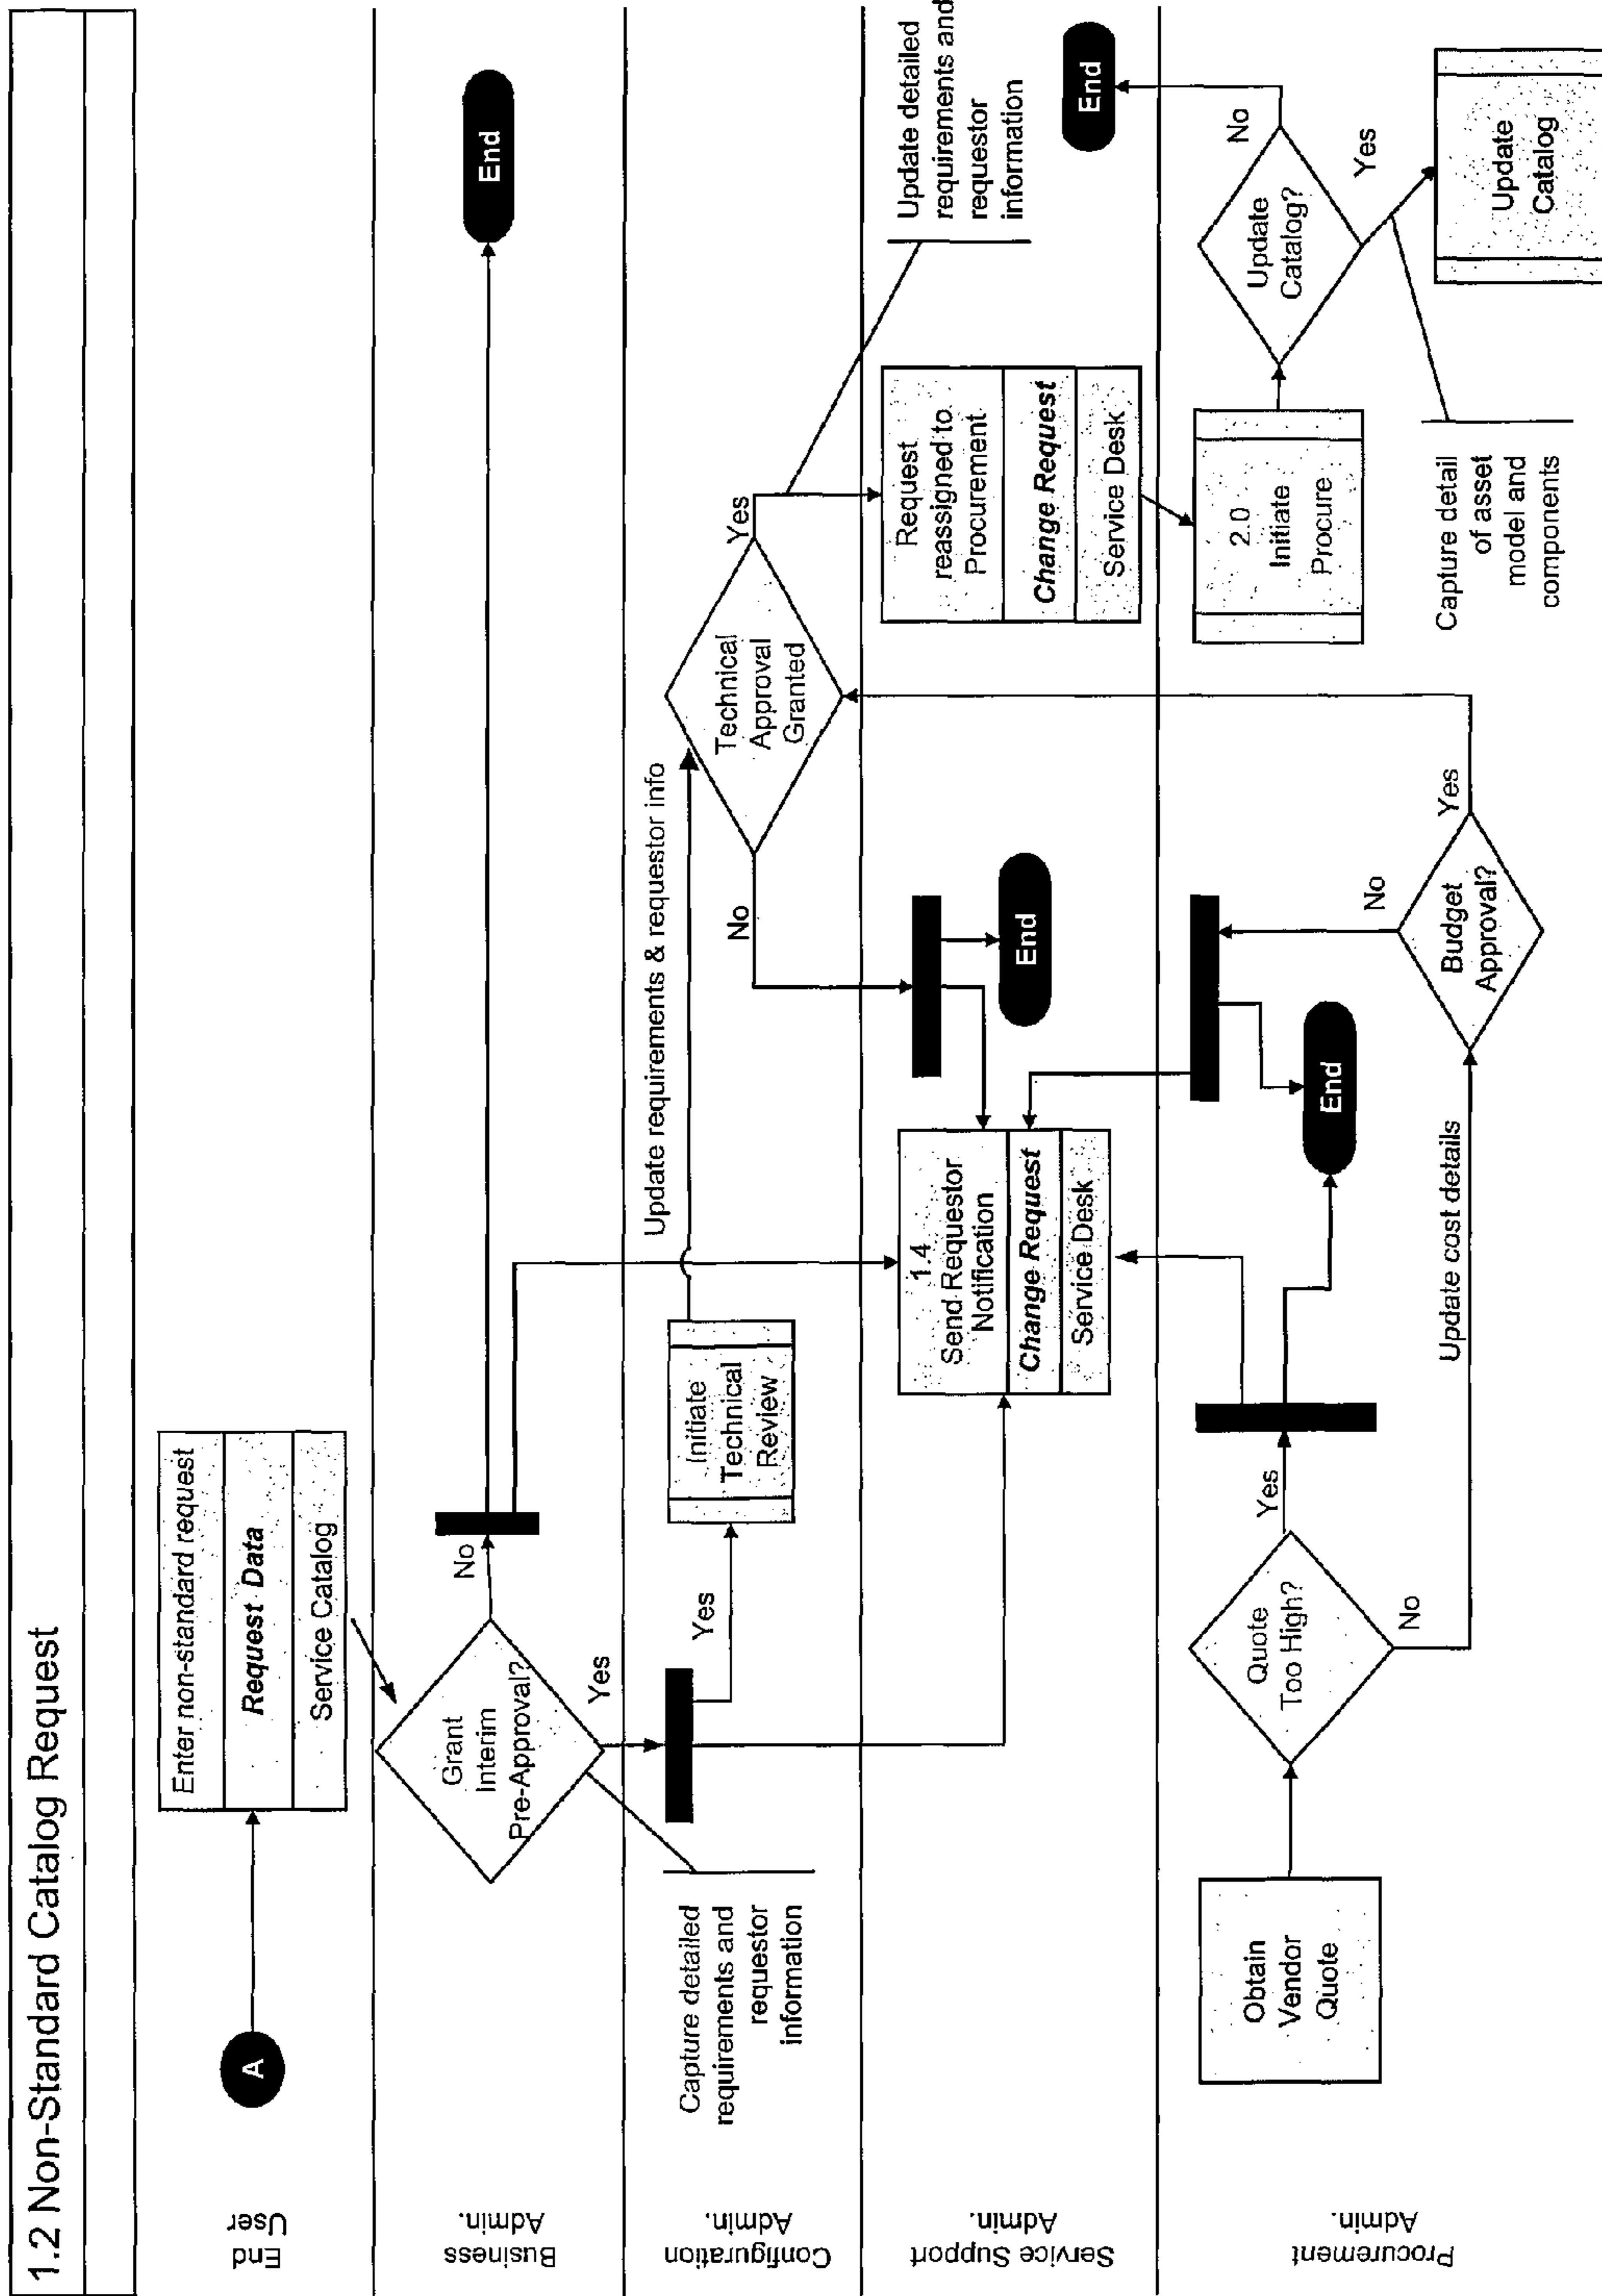 1.2 Non-Standard Catalog Request
End
User
A
Enter non-standard request
Request Data
Service Catalog
Business
Admin.
Grant
Interim
Pre-Approval?
No
Yes
End
Configuration
Admin.
Capture detailed
requirements and
requestor
information
Yes
Initiate
Technical
Review
Update requirements & requestor info
Technical
Approval
Granted
No
Yes
Update detailed
requirements and
requestor
information
Service Support
Admin.
1.4
Send Requestor
Notification
Change Request
Service Desk
End
Request
reassigned to
Procurement
Change Request
Service Desk
End
Procurement
Admin.
Obtain
Vendor
Quote
Quote
Too High?
Yes
No
End
Update cost details
Budget
Approval?
No
Yes
2.0
Initiate
Procure
Update
Catalog?
No
Yes
Capture detail
of asset
model and
components
Update
Catalog